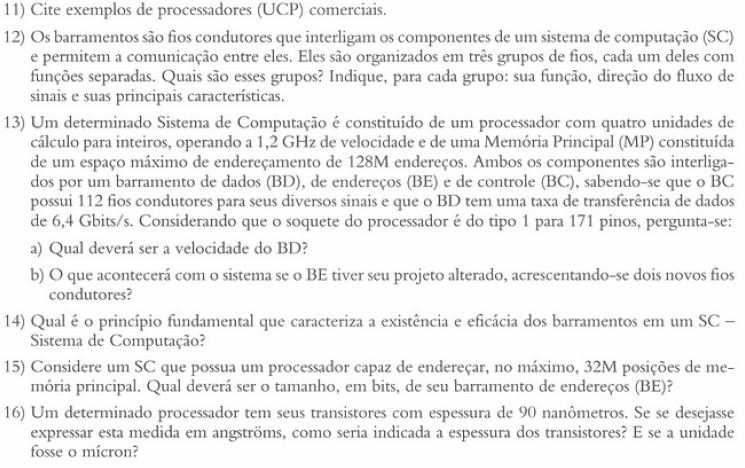 11) Cite exemplos de processadores (UCP) comerciais.
12) Os barramentos são fios condutores que interligam os componentes de um sistema de computação (SC)
e permitem a comunicação entre eles. Eles são organizados em três grupos de fios, cada um deles com
funções separadas. Quais são esses grupos? Indique, para cada grupo: sua função, direção do fluxo de
sinais e suas principais características.
13) Um determinado Sistema de Computação é constituído de um processador com quatro unidades de
cálculo para inteiros, operando a 1,2 GHz de velocidade e de uma Memória Principal (MP) constituída
de um espaço máximo de endereçamento de 128M endereços. Ambos os componentes são interliga-
dos por um barramento de dados (BD), de endereços (BE) e de controle (BC), sabendo-se que o BC
possui 112 fios condutores para seus diversos sinais e que o BD tem uma taxa de transferência de dados
de 6,4 Gbits/s. Considerando que o soquete do processador é do tipo 1 para 171 pinos, pergunta-se:
a) Qual deverá ser a velocidade do BD?
b) O que acontecerá com o sistema se o BE tiver seu projeto alterado, acrescentando-se dois novos fios
condutores?
14) Qual é o princípio fundamental que caracteriza a existência e eficácia dos barramentos em um SC –
Sistema de Computação?
15) Considere um SC que possua um processador capaz de endereçar, no máximo, 32M posições de me-
mória principal. Qual deverá ser o tamanho, em bits, de seu barramento de endereços (BE)?
16) Um determinado processador tem seus transistores com espessura de 90 nanômetros. Se se desejasse
expressar esta medida em angströms, como seria indicada a espessura dos transistores? E se a unidade
fosse o mícron?